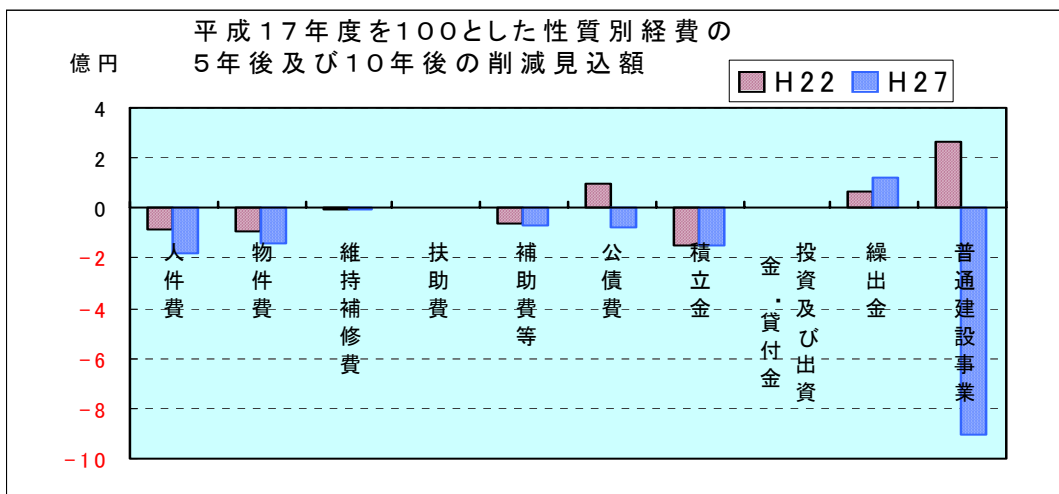 平成17年度を100とした性質別経費の
5年後及び10年後の削減見込額
億円
H22 H27
4
2
0
-2
-4
-6
-8
-10
人件費
物件費
維持補修費
扶助費
補助費等
公債費
積立金
投資及び出資
金・貸付金
繰出金
普通建設事業